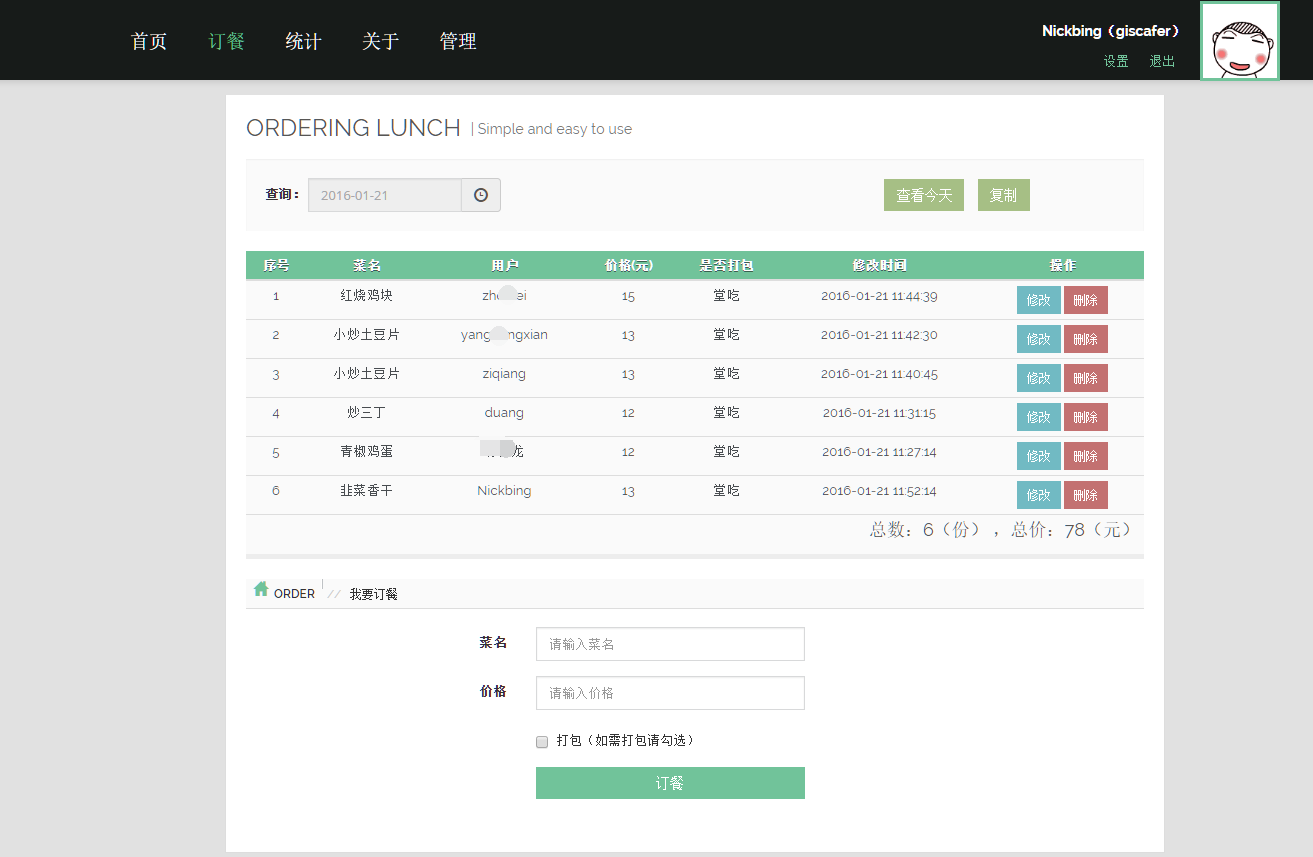 首页 订餐 统计 关于 管理
Nickbing（giscafer）
设置 退出
ORDERING LUNCH | Simple and easy to use
查询： 2016-01-21 查看今天 复制
序号 菜名 用户 价格(元) 是否打包 修改时间 操作
1 红烧鸡块 15 堂吃 2016-01-21 11:44:39 修改 删除
2 小炒土豆片 13 堂吃 2016-01-21 11:42:30 修改 删除
3 小炒土豆片 ziqiang 13 堂吃 2016-01-21 11:40:45 修改 删除
4 炒三丁 duang 12 堂吃 2016-01-21 11:31:15 修改 删除
5 青椒鸡蛋 12 堂吃 2016-01-21 11:27:14 修改 删除
6 韭菜香干 Nickbing 13 堂吃 2016-01-21 11:52:14 修改 删除
总数：6（份），总价：78（元）
ORDER // 我要订餐
菜名 请输入菜名
价格 请输入价格
打包（如需打包请勾选）
订餐